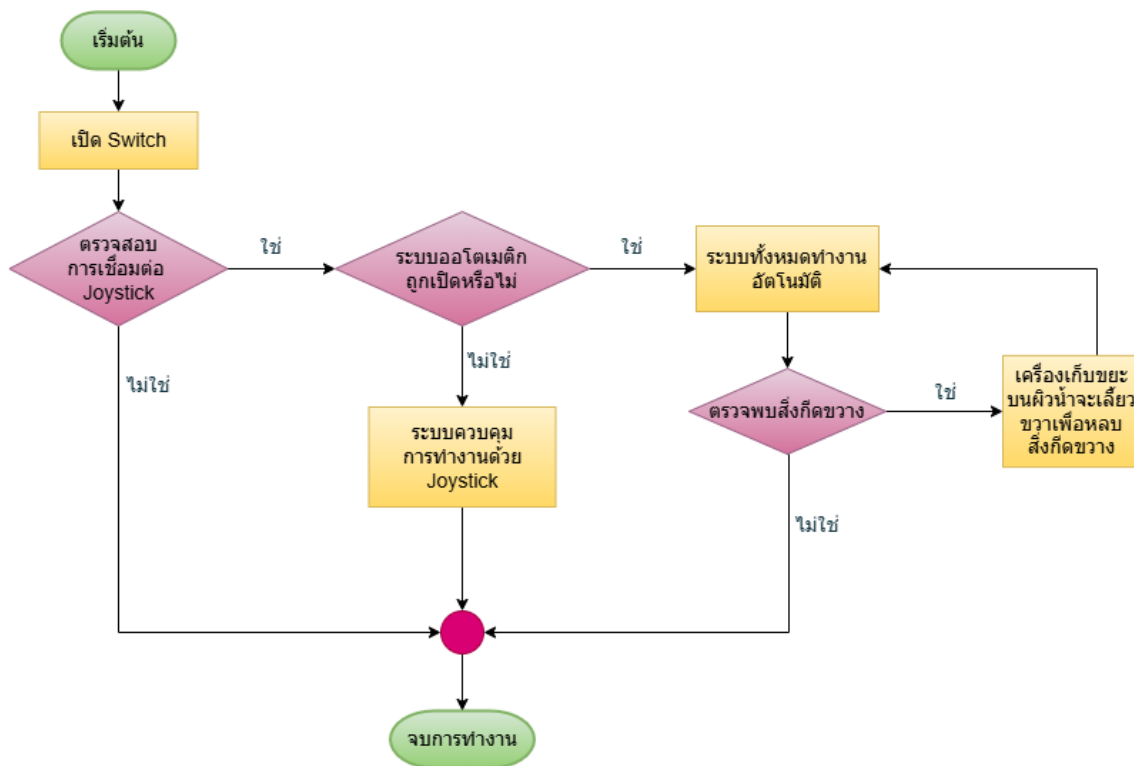 เริ่มต้น
เปิด Switch
ตรวจสอบ
การเชื่อมต่อ
Joystick
ใช่
ระบบออโตเมติก
ถูกเปิดหรือไม่
ใช่
ระบบทั้งหมดทำงาน
อัตโนมัติ
ไม่ใช่
ไม่ใช่
ระบบควบคุม
การทำงานด้วย
Joystick
ตรวจพบสิ่งกีดขวาง
ใช่
เครื่องเก็บขยะ
บนผิวน้ำจะเลี้ยว
ขวาเพื่อหลบ
สิ่งกีดขวาง
ไม่ใช่
จบการทำงาน